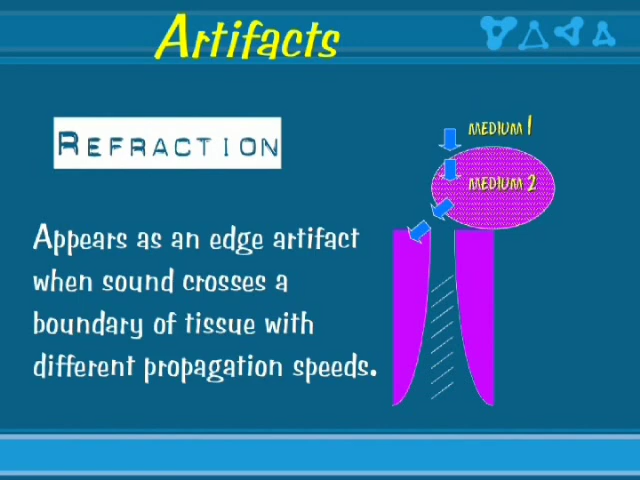 Artifacts
REFRACTION
MEDIUM 1
MEDIUM 2
Appears as an edge artifact
when sound crosses a
boundary of tissue with
different propagation speeds.